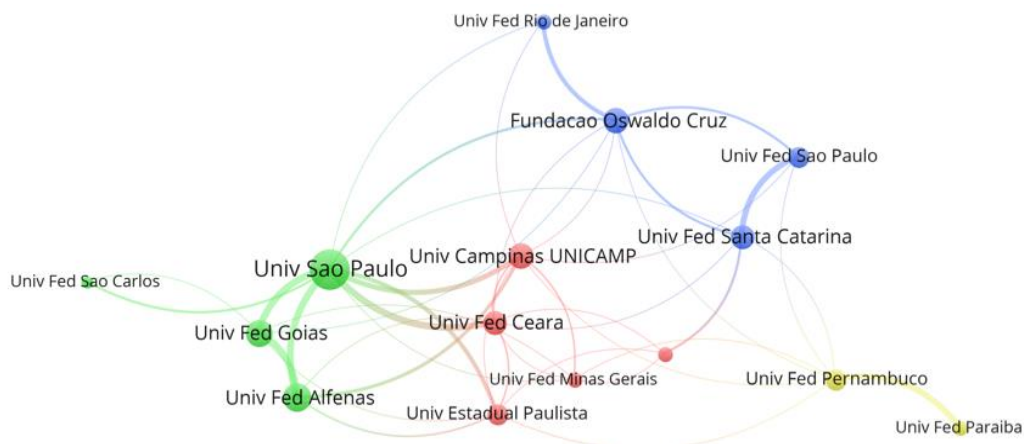 Univ Fed Rio de Janeiro
Fundacao Oswaldo Cruz
Univ Fed Sao Paulo
Univ Fed Santa Catarina
Univ Campinas UNICAMP
Univ Sao Paulo
Univ Fed Sao Carlos
Univ Fed Ceara
Univ Fed Goias
Univ Fed Minas Gerais
Univ Fed Pernambuco
Univ Fed Alfenas
Univ Estadual Paulista
Univ Fed Paraiba